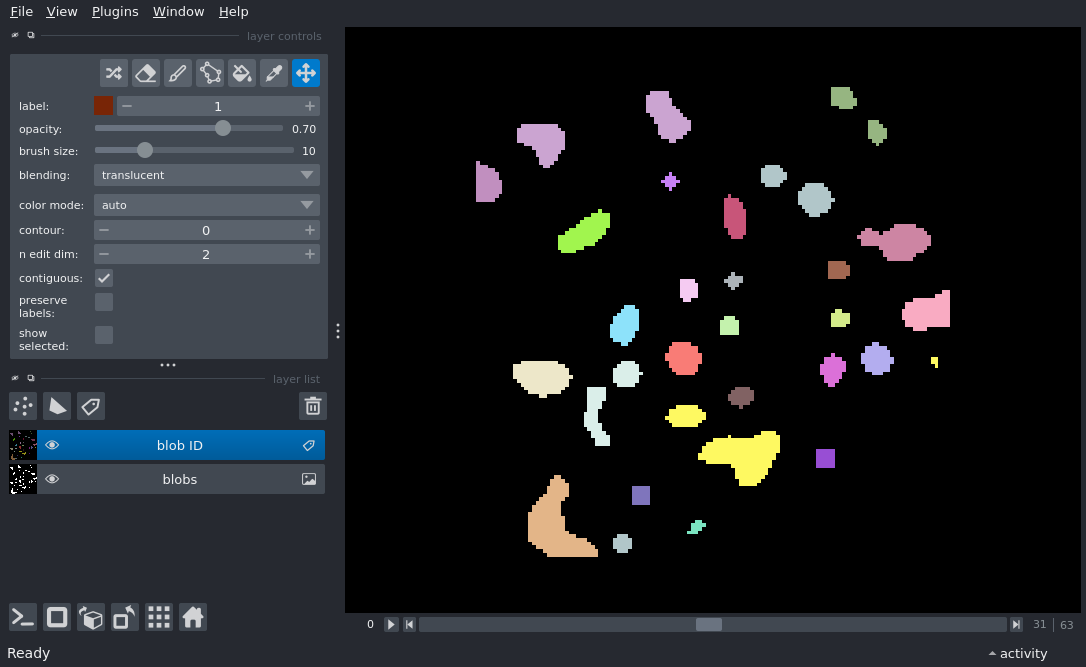 File View Plugins Window Help
layer controls
label: 1
opacity: 0.70
brush size: 10
blending: translucent
color mode: auto
contour: 0
n edit dim: 2
contiguous:
preserve
labels:
show
selected:
layer list
blob ID
blobs
0 31 | 63
Ready activity